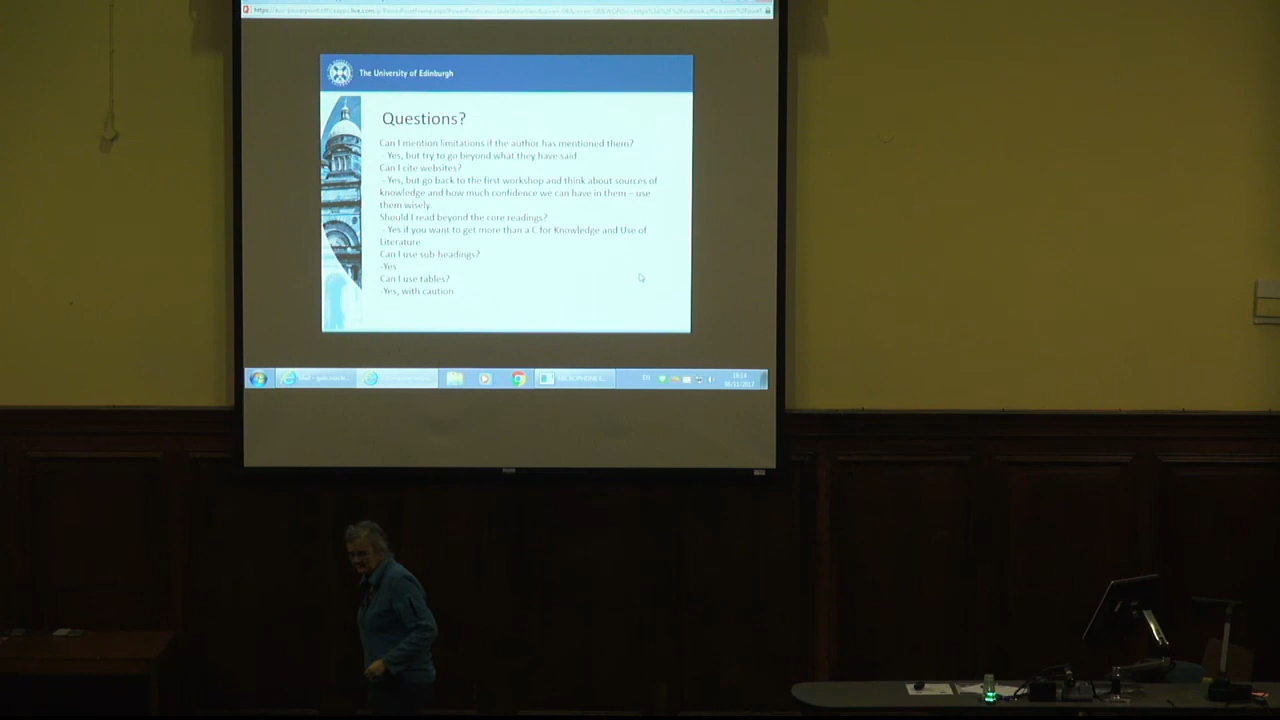 The University of Edinburgh
Questions?
Can I mention limitations if the author has mentioned them?
- Yes, but try to go beyond what they have said
Can I cite websites?
- Yes, but go back to the first workshop and think about sources of
knowledge and how much confidence we can have in them – use
them wisely.
Should I read beyond the core readings?
- Yes if you want to get more than a C for Knowledge and Use of
Literature
Can I use sub-headings?
-Yes
Can I use tables?
-Yes, with caution
EN